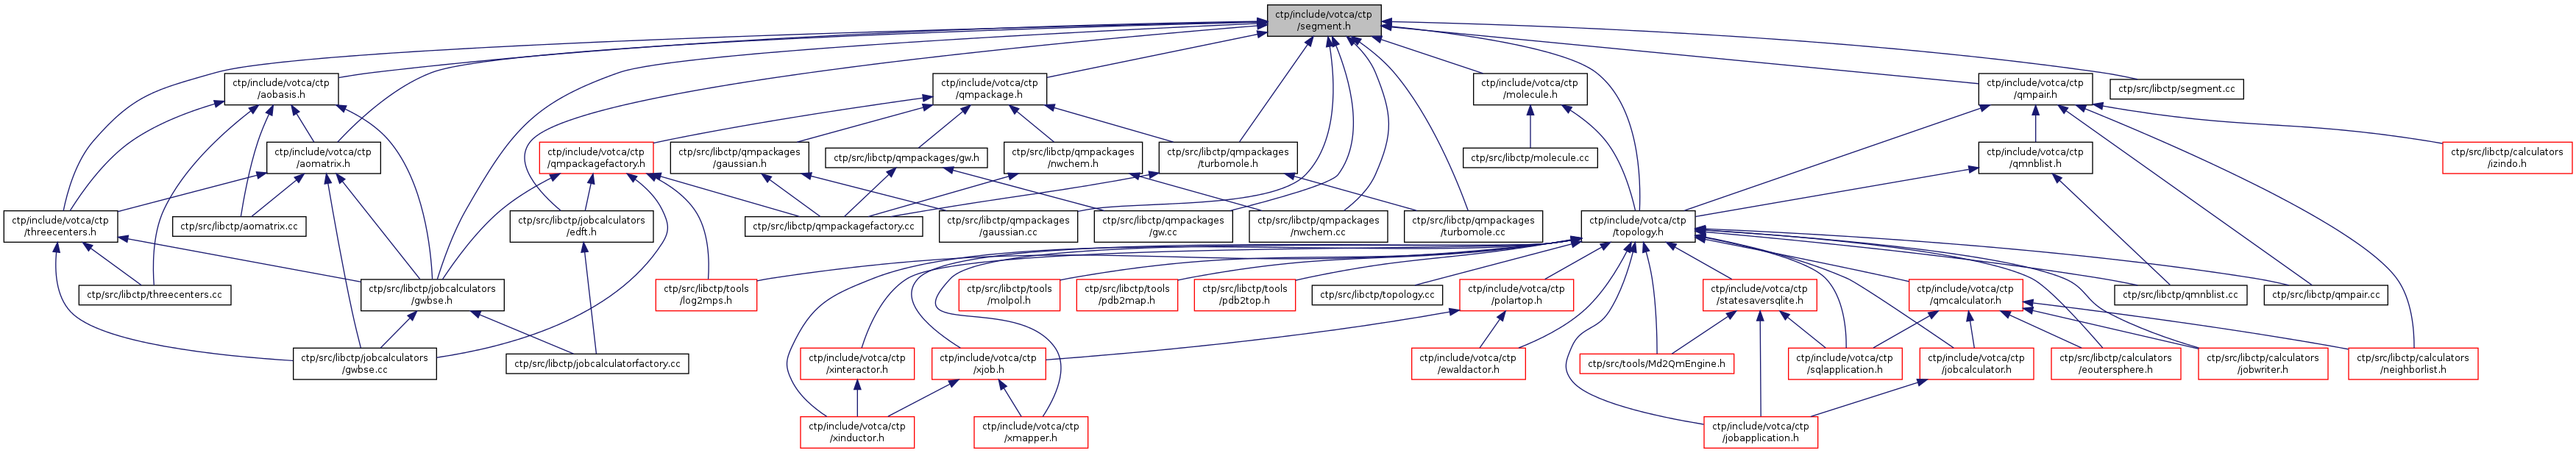 ctp/include/votca/ctp
/segment.h
ctp/include/votca/ctp
/aobasis.h
ctp/include/votca/ctp
/qmpackage.h
ctp/include/votca/ctp
/molecule.h
ctp/include/votca/ctp
/qmpair.h
ctp/src/libctp/segment.cc
ctp/include/votca/ctp
/aomatrix.h
ctp/include/votca/ctp
/qmpackagefactory.h
ctp/src/libctp/qmpackages
/gaussian.h
ctp/src/libctp/qmpackages/gw.h
ctp/src/libctp/qmpackages
/nwchem.h
ctp/src/libctp/qmpackages
/turbomole.h
ctp/src/libctp/molecule.cc
ctp/include/votca/ctp
/qmnblist.h
ctp/src/libctp/calculators
/izindo.h
ctp/include/votca/ctp
/threecenters.h
ctp/src/libctp/aomatrix.cc
ctp/src/libctp/jobcalculators
/edft.h
ctp/src/libctp/qmpackagefactory.cc
ctp/src/libctp/qmpackages
/gaussian.cc
ctp/src/libctp/qmpackages
/gw.cc
ctp/src/libctp/qmpackages
/nwchem.cc
ctp/src/libctp/qmpackages
/turbomole.cc
ctp/include/votca/ctp
/topology.h
ctp/src/libctp/threecenters.cc
ctp/src/libctp/jobcalculators
/gwbse.h
ctp/src/libctp/tools
/log2mps.h
ctp/src/libctp/tools
/molpol.h
ctp/src/libctp/tools
/pdb2map.h
ctp/src/libctp/tools
/pdb2top.h
ctp/src/libctp/topology.cc
ctp/include/votca/ctp
/polartop.h
ctp/include/votca/ctp
/statesaversqlite.h
ctp/include/votca/ctp
/qmcalculator.h
ctp/src/libctp/qmnblist.cc
ctp/src/libctp/qmpair.cc
ctp/src/libctp/jobcalculators
/gwbse.cc
ctp/src/libctp/jobcalculatorfactory.cc
ctp/include/votca/ctp
/xinteractor.h
ctp/include/votca/ctp
/xjob.h
ctp/include/votca/ctp
/ewaldactor.h
ctp/src/tools/Md2QmEngine.h
ctp/include/votca/ctp
/sqlapplication.h
ctp/include/votca/ctp
/jobcalculator.h
ctp/src/libctp/calculators
/eoutersphere.h
ctp/src/libctp/calculators
/jobwriter.h
ctp/src/libctp/calculators
/neighborlist.h
ctp/include/votca/ctp
/xinductor.h
ctp/include/votca/ctp
/xmapper.h
ctp/include/votca/ctp
/jobapplication.h